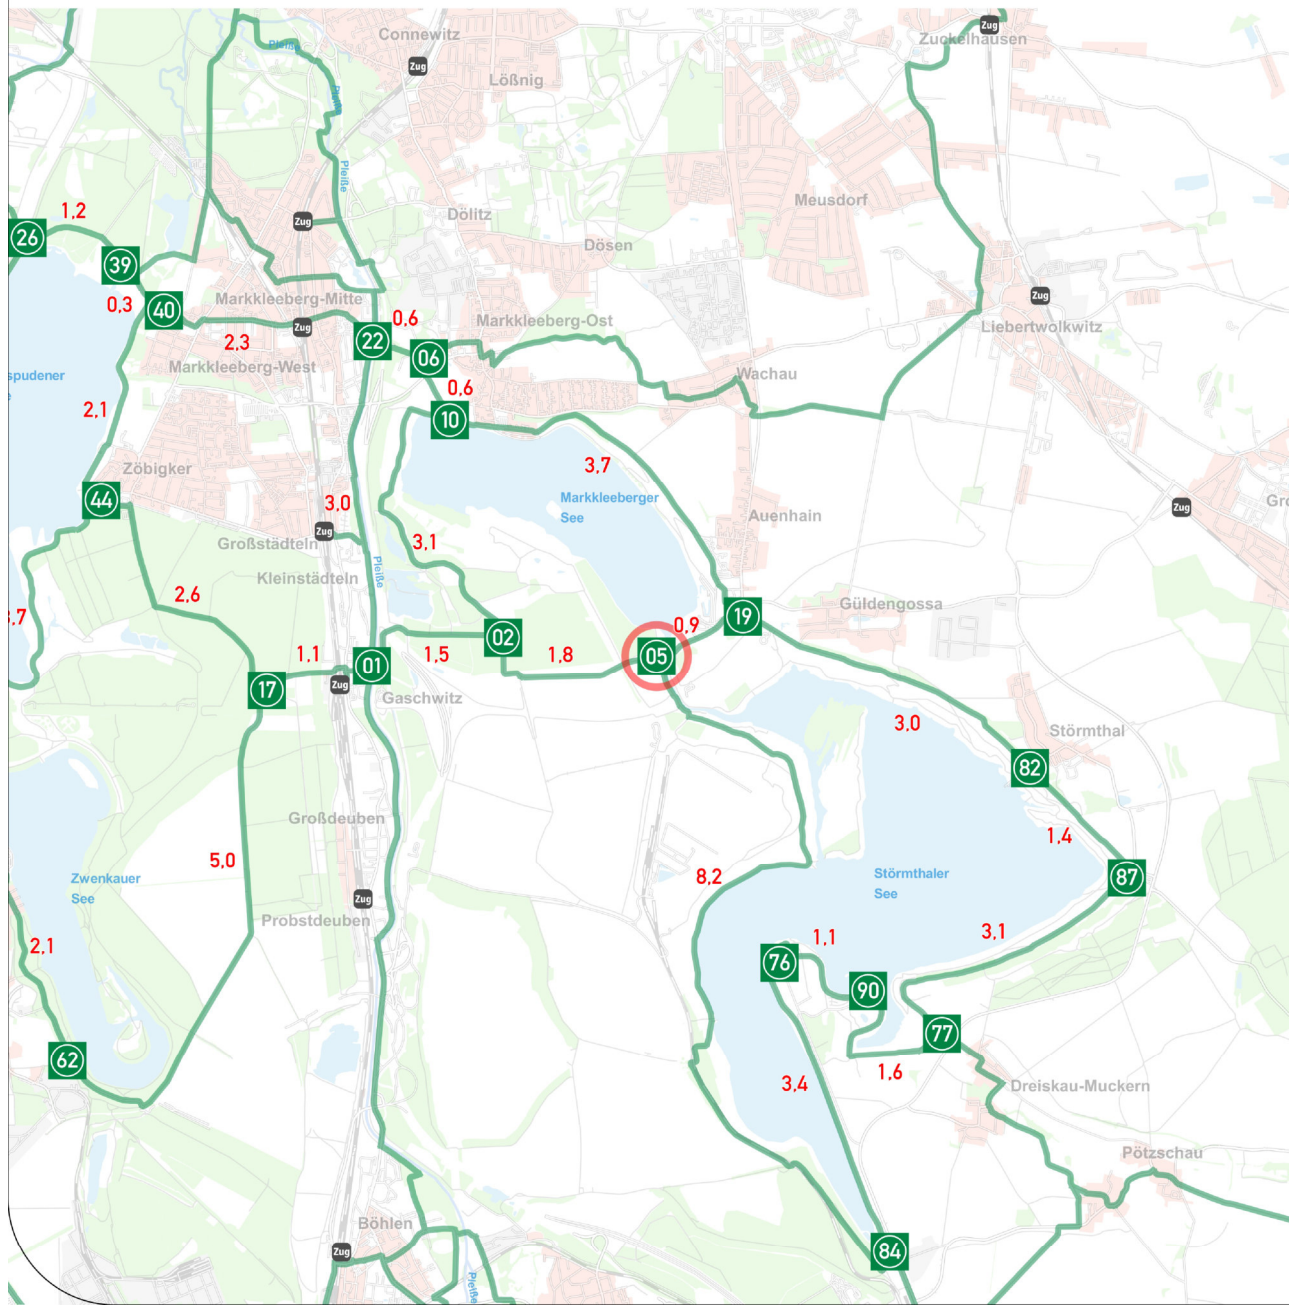 Zug
Zuckelhausen
Connewitz
Pleiße
Zug
Lößnig
Pleiße
Pleiße
Meusdorf
1,2
Dölitz
Zug
26
Dösen
39
Markkleeberg-Mitte
Zug
0,3
40
0,6
Markkleeberg-Ost
Liebertwolkwitz
Zug
2,3
22
06
Markkleeberg-West
Wachau
spudener
0,6
2,1
10
Zöbigker
3,7
44
3,0
Markkleeberger
See
Auenhain
Zug
Zug
Großstädteln
3,1
Pleiße
Kleinstädteln
2,6
Güldengossa
3,7
0,9
19
02
05
1,1
01
1,5
1,8
17
Zug
Gaschwitz
3,0
Störmthal
82
Großdeuben
1,4
5,0
Zwenkauer
See
8,2
Störmthaler
See
87
Zug
Probstdeuben
2,1
1,1
3,1
76
90
77
62
1,6
3,4
Dreiskau-Muckern
Pötzschau
Böhlen
Zug
84
Pleiße